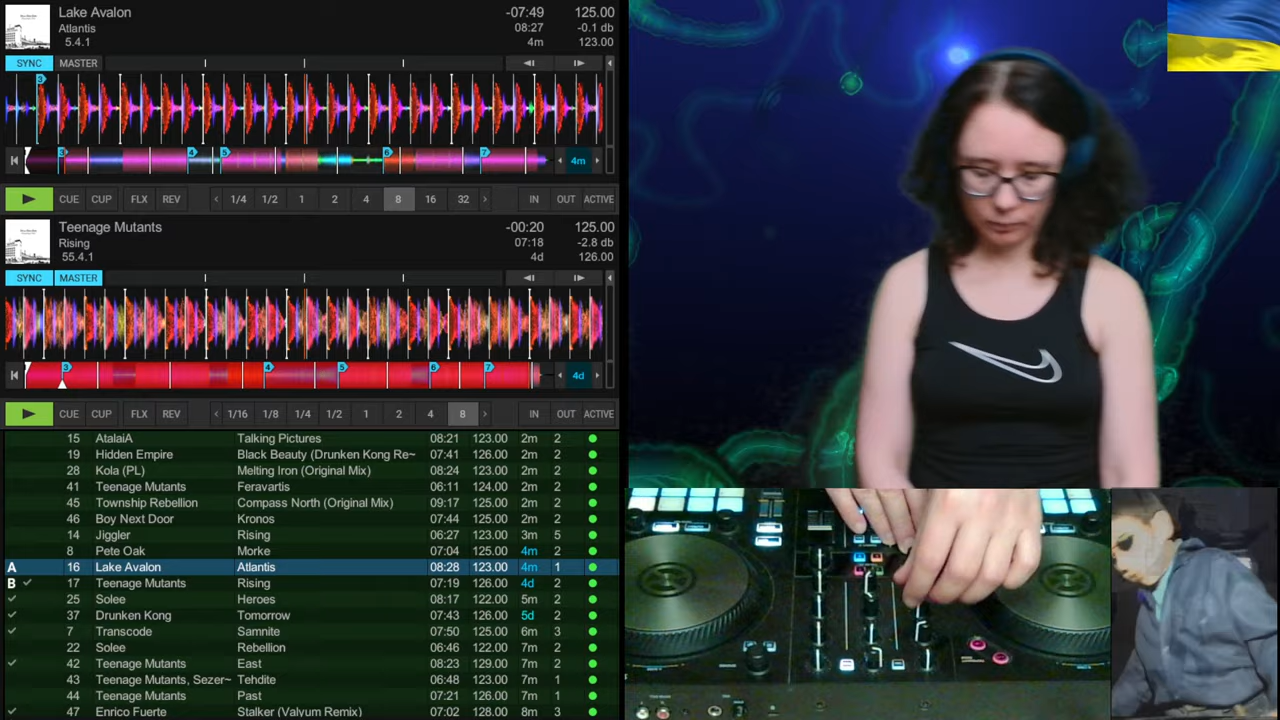 Lake Avalon -07:49 125.00
Atlantis 08:27 -0.1 db
5.4.1 4m 123.00
SYNC MASTER
3
3 4 5 6 7 4m
CUE CUP FLX REV 1/4 1/2 1 2 4 8 16 32 IN OUT ACTIVE
Teenage Mutants -00:20 125.00
Rising 07:18 -2.8 db
55.4.1 4d 126.00
SYNC MASTER
3 4 5 6 7 4d
CUE CUP FLX REV 1/16 1/8 1/4 1/2 1 2 4 8 IN OUT ACTIVE
15 AtalaiA Talking Pictures 08:21 123.00 2m 2
19 Hidden Empire Black Beauty (Drunken Kong Re~ 07:41 126.00 2m 2
28 Kola (PL) Melting Iron (Original Mix) 08:24 123.00 2m 2
41 Teenage Mutants Feravartis 06:11 124.00 2m 2
45 Township Rebellion Compass North (Original Mix) 09:17 125.00 2m 2
46 Boy Next Door Kronos 07:44 125.00 2m 2
14 Jiggler Rising 06:27 123.00 3m 5
8 Pete Oak Morke 07:04 125.00 4m 2
A 16 Lake Avalon Atlantis 08:28 123.00 4m 1
B 17 Teenage Mutants Rising 07:19 126.00 4d 2
25 Solee Heroes 08:17 122.00 5m 2
37 Drunken Kong Tomorrow 07:43 126.00 5d 2
7 Transcode Samnite 07:50 125.00 6m 3
22 Solee Rebellion 06:46 122.00 7m 2
42 Teenage Mutants East 08:23 129.00 7m 2
43 Teenage Mutants, Sezer~ Tehdite 06:48 123.00 7m 1
44 Teenage Mutants Past 07:21 126.00 7m 1
47 Enrico Fuerte Stalker (Valyum Remix) 07:02 128.00 8m 3